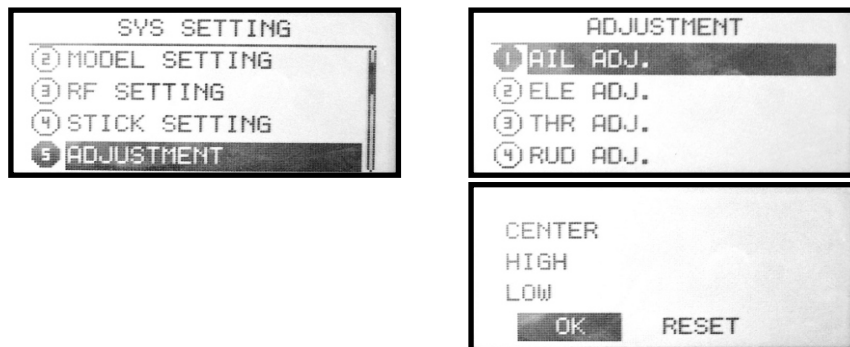 SYS SETTING
② MODEL SETTING
③ RF SETTING
④ STICK SETTING
⑤ ADJUSTMENT
ADJUSTMENT
① AIL ADJ.
② ELE ADJ.
③ THR ADJ.
④ RUD ADJ.
CENTER
HIGH
LOW
OK RESET